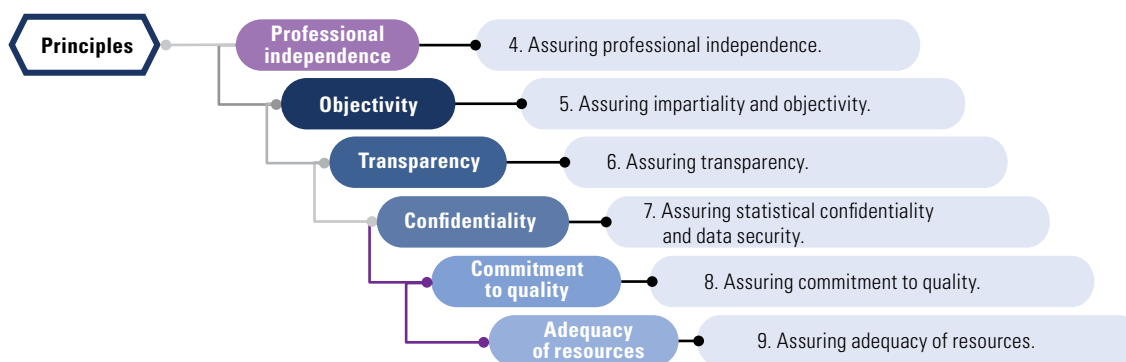 Principles
Professional
independence
4. Assuring professional independence.
Objectivity
5. Assuring impartiality and objectivity.
Transparency
6. Assuring transparency.
Confidentiality
7. Assuring statistical confidentiality
and data security.
Commitment
to quality
8. Assuring commitment to quality.
Adequacy
of resources
9. Assuring adequacy of resources.